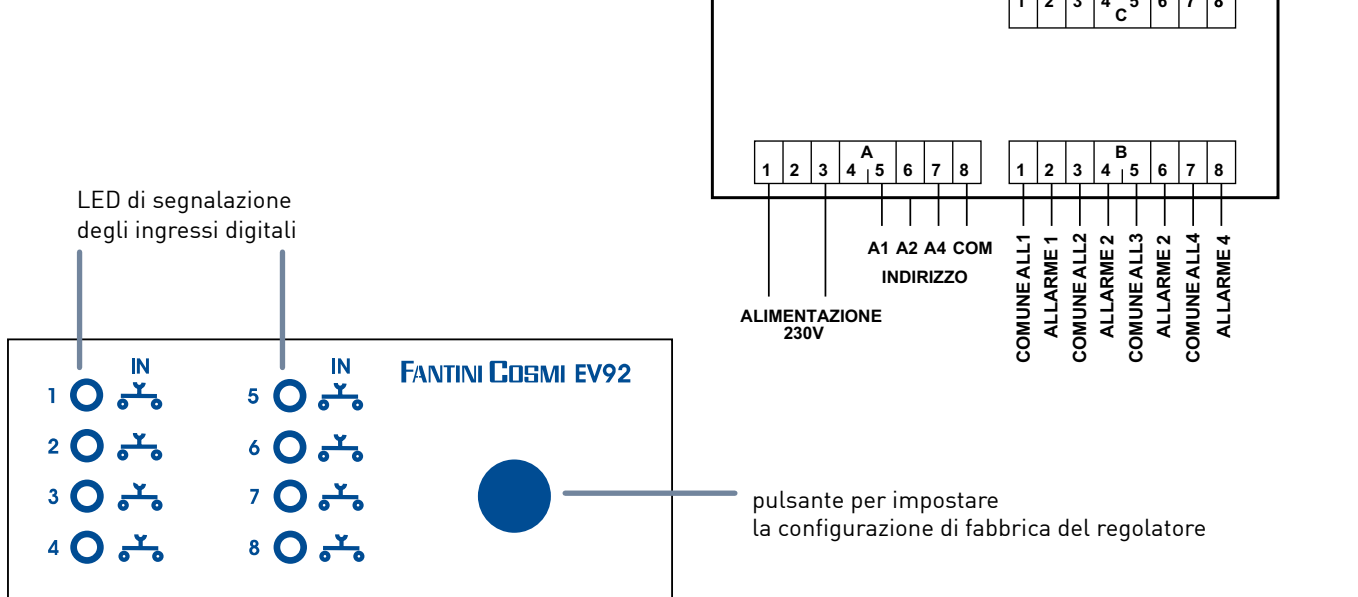 1 2 3 4 5 6 7 8
C
A
1 2 3 4 5 6 7 8
B
1 2 3 4 5 6 7 8
A1 A2 A4 COM
INDIRIZZO
ALIMENTAZIONE
230V
COMUNE ALL1
ALLARME 1
COMUNE ALL2
ALLARME 2
COMUNE ALL3
ALLARME 2
COMUNE ALL4
ALLARME 4
LED di segnalazione
degli ingressi digitali
IN IN
FANTINI COSMI EV92
1 5
2 6
3 7
4 8
pulsante per impostare
la configurazione di fabbrica del regolatore